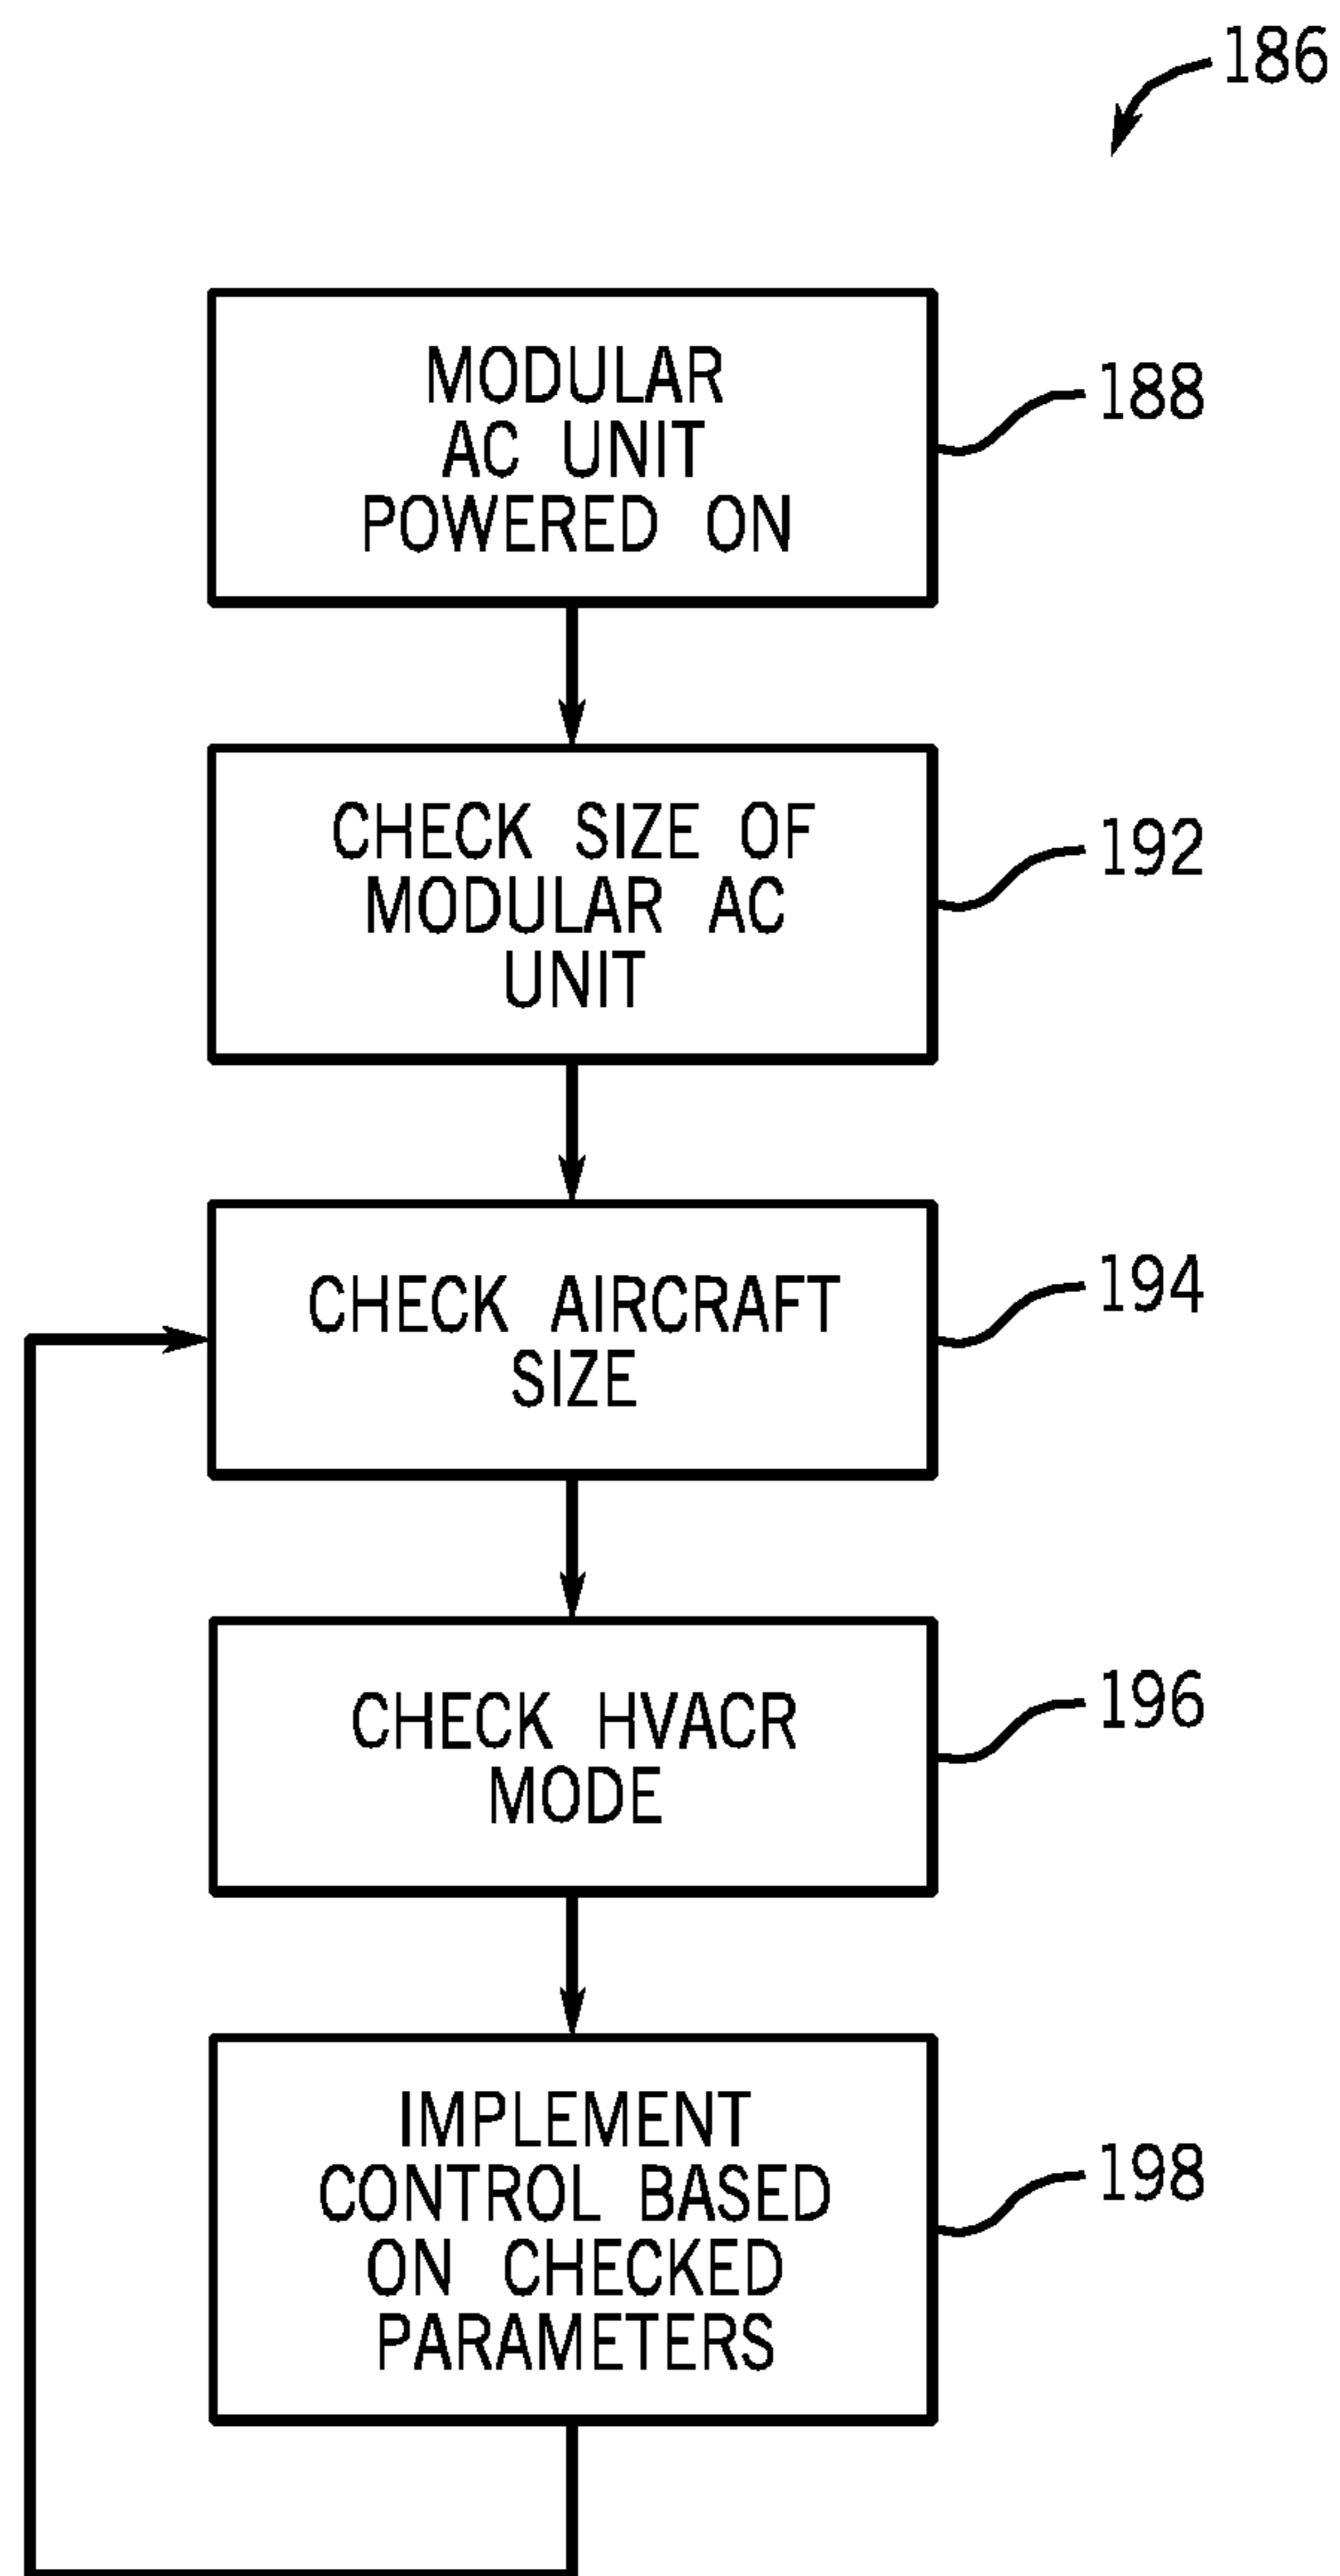 186
MODULAR
AC UNIT
POWERED ON
188
CHECK SIZE OF
MODULAR AC
UNIT
192
CHECK AIRCRAFT
SIZE
194
CHECK HVACR
MODE
196
IMPLEMENT
CONTROL BASED
ON CHECKED
PARAMETERS
198